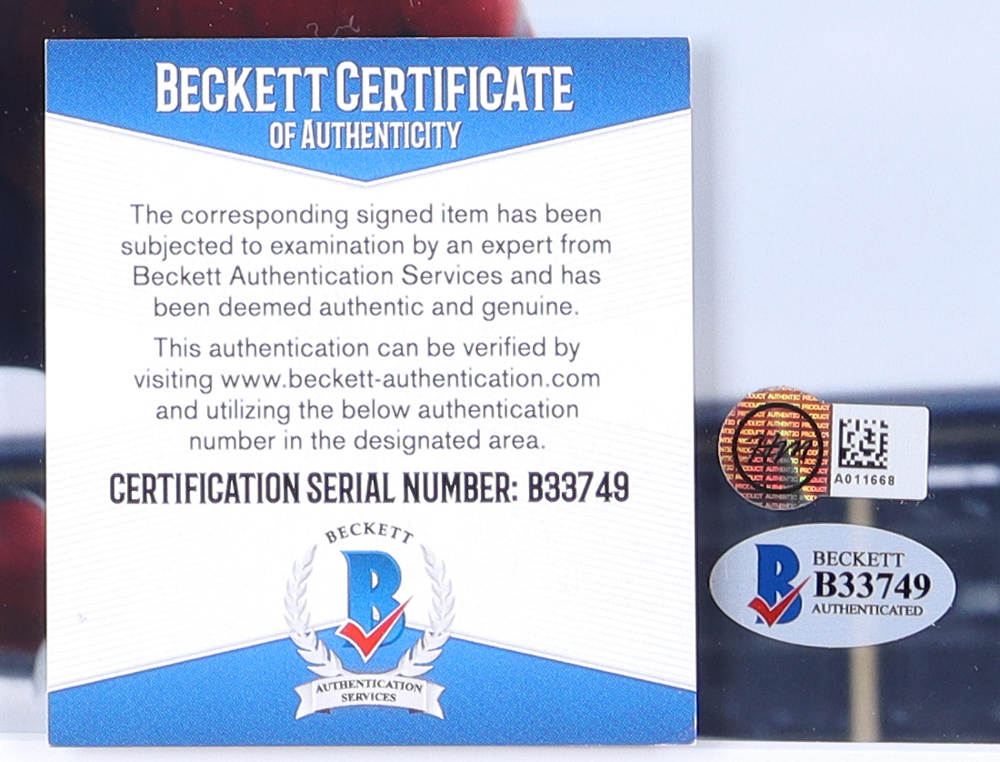 BECKETT CERTIFICATE
OF AUTHENTICITY
The corresponding signed item has been
subjected to examination by an expert from
Beckett Authentication Services and has
been deemed authentic and genuine.
This authentication can be verified by
visiting www.beckett-authentication.com
and utilizing the below authentication
number in the designated area.
CERTIFICATION SERIAL NUMBER: B33749
BECKETT
B
AUTHENTICATION
SERVICES
PRODUCT AUTHENTIC
A011668
B
BECKETT
B33749
AUTHENTICATED